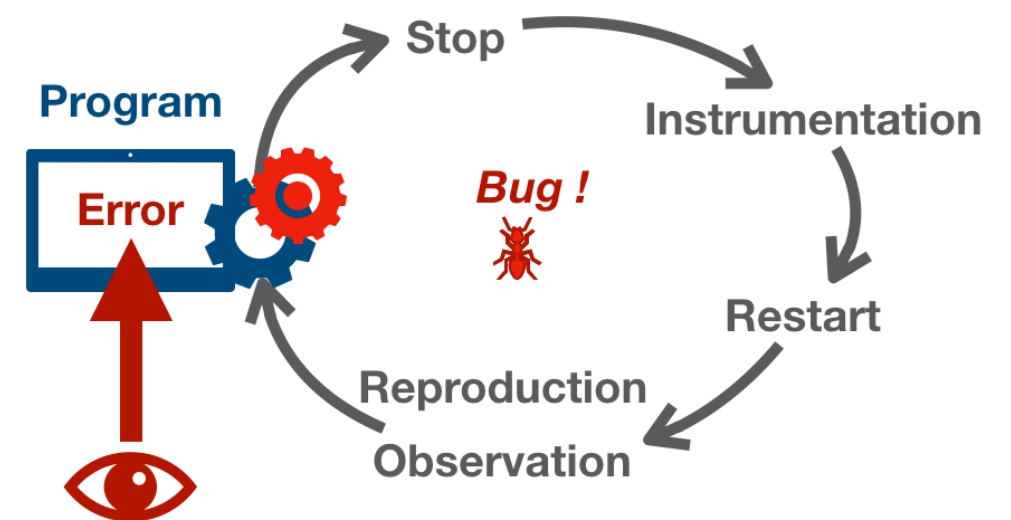 Stop
Program
Instrumentation
Error
Bug !
Restart
Reproduction
Observation